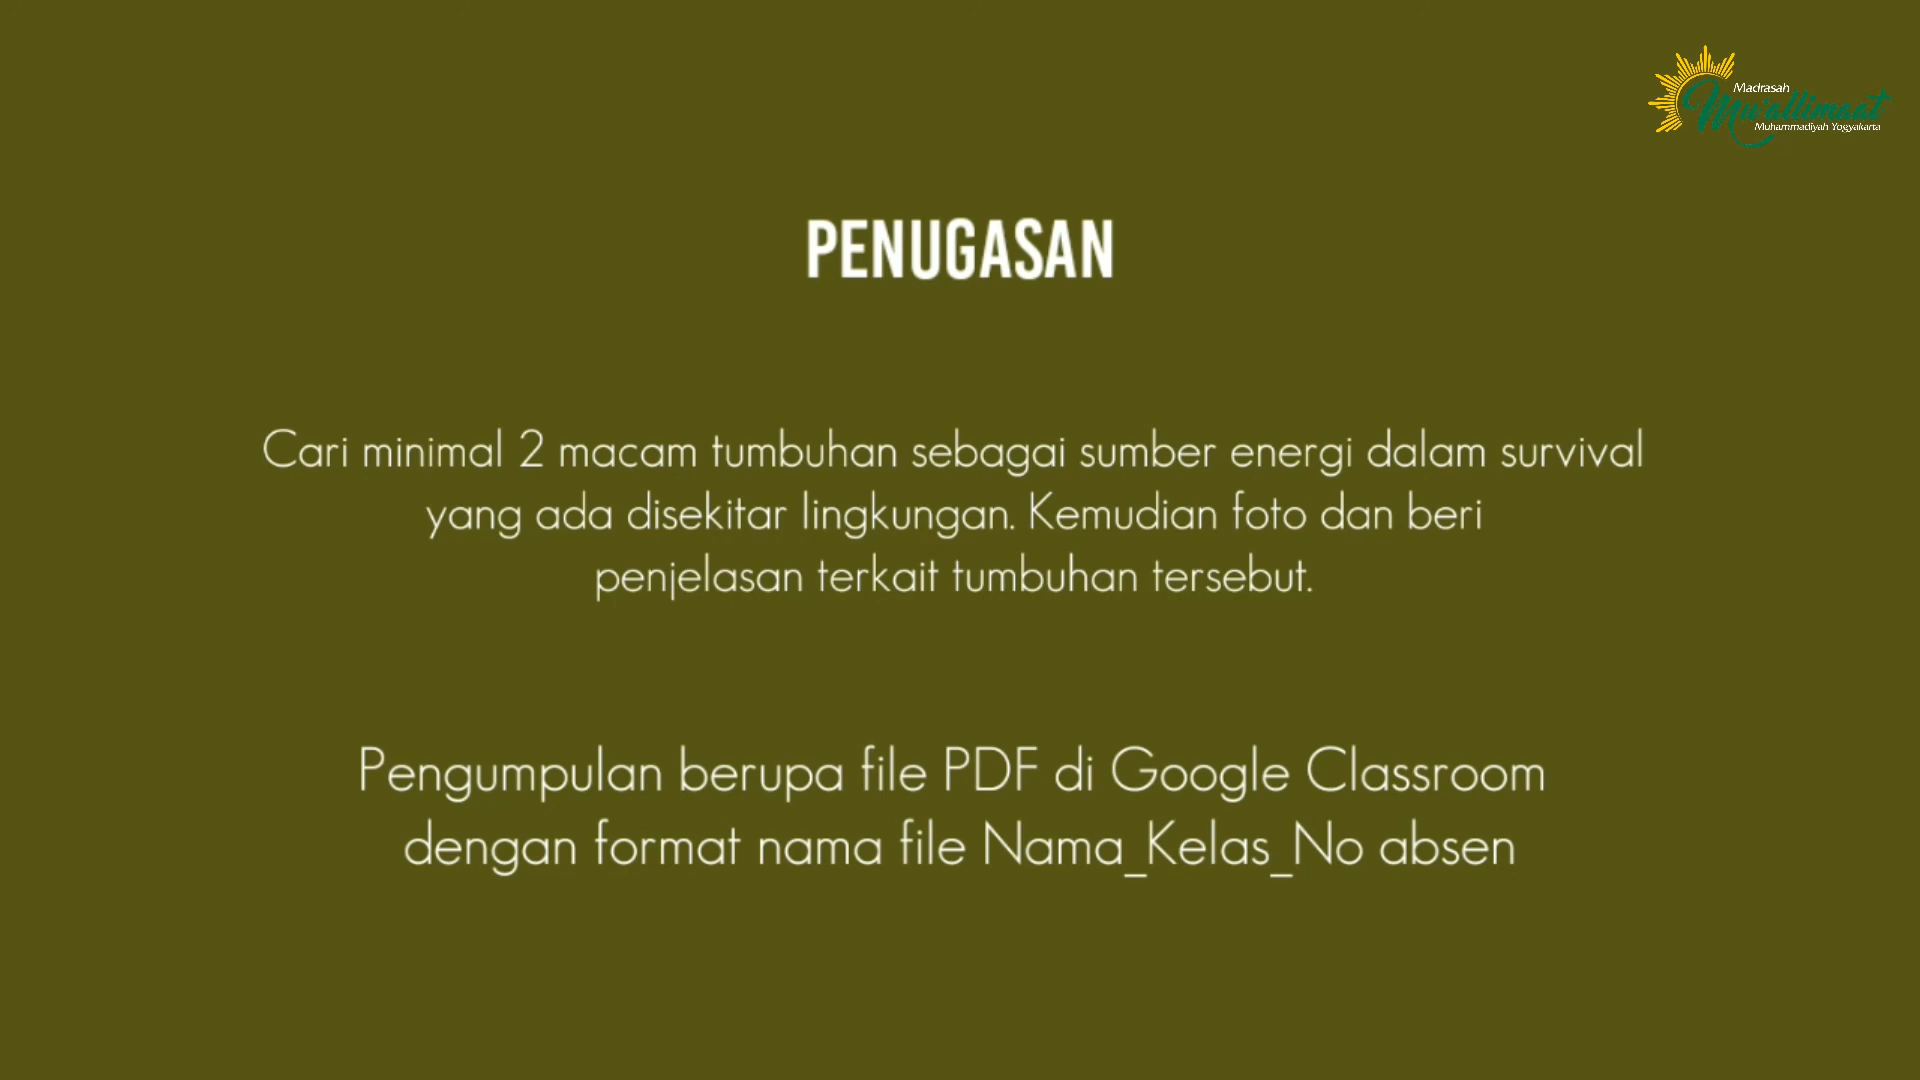 Madrasah
Mu'allimaat
Muhammadiyah Yogyakarta
PENUGASAN
Cari minimal 2 macam tumbuhan sebagai sumber energi dalam survival
yang ada disekitar lingkungan. Kemudian foto dan beri
penjelasan terkait tumbuhan tersebut.
Pengumpulan berupa file PDF di Google Classroom
dengan format nama file Nama_Kelas_No absen